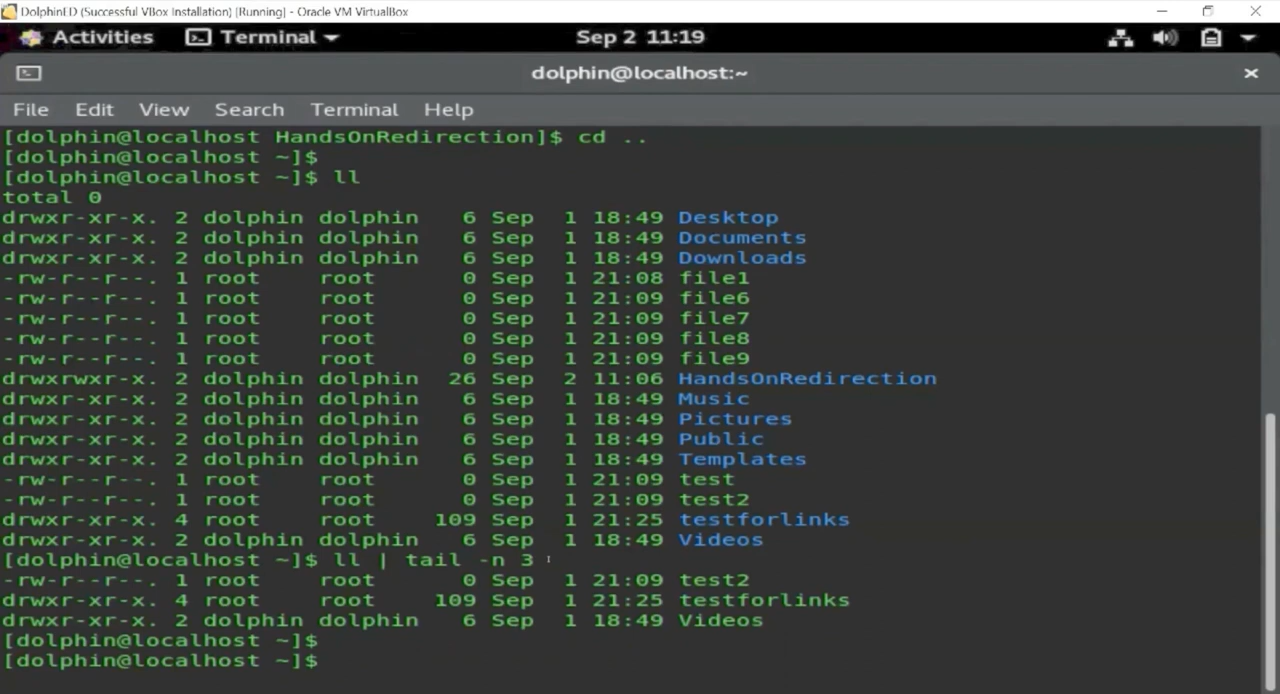 DolphinED (Successful VBox Installation) [Running] - Oracle VM VirtualBox
Activities Terminal Sep 2 11:19
dolphin@localhost:~
File Edit View Search Terminal Help
[dolphin@localhost HandsOnRedirection]$ cd ..
[dolphin@localhost ~]$
[dolphin@localhost ~]$ ll
total 0
drwxr-xr-x. 2 dolphin dolphin   6 Sep  1 18:49 Desktop
drwxr-xr-x. 2 dolphin dolphin   6 Sep  1 18:49 Documents
drwxr-xr-x. 2 dolphin dolphin   6 Sep  1 18:49 Downloads
-rw-r--r--. 1 root    root      0 Sep  1 21:08 file1
-rw-r--r--. 1 root    root      0 Sep  1 21:09 file6
-rw-r--r--. 1 root    root      0 Sep  1 21:09 file7
-rw-r--r--. 1 root    root      0 Sep  1 21:09 file8
-rw-r--r--. 1 root    root      0 Sep  1 21:09 file9
drwxrwxr-x. 2 dolphin dolphin  26 Sep  2 11:06 HandsOnRedirection
drwxr-xr-x. 2 dolphin dolphin   6 Sep  1 18:49 Music
drwxr-xr-x. 2 dolphin dolphin   6 Sep  1 18:49 Pictures
drwxr-xr-x. 2 dolphin dolphin   6 Sep  1 18:49 Public
drwxr-xr-x. 2 dolphin dolphin   6 Sep  1 18:49 Templates
-rw-r--r--. 1 root    root      0 Sep  1 21:09 test
-rw-r--r--. 1 root    root      0 Sep  1 21:09 test2
drwxr-xr-x. 4 root    root    109 Sep  1 21:25 testforlinks
drwxr-xr-x. 2 dolphin dolphin   6 Sep  1 18:49 Videos
[dolphin@localhost ~]$ ll | tail -n 3
-rw-r--r--. 1 root    root      0 Sep  1 21:09 test2
drwxr-xr-x. 4 root    root    109 Sep  1 21:25 testforlinks
drwxr-xr-x. 2 dolphin dolphin   6 Sep  1 18:49 Videos
[dolphin@localhost ~]$
[dolphin@localhost ~]$